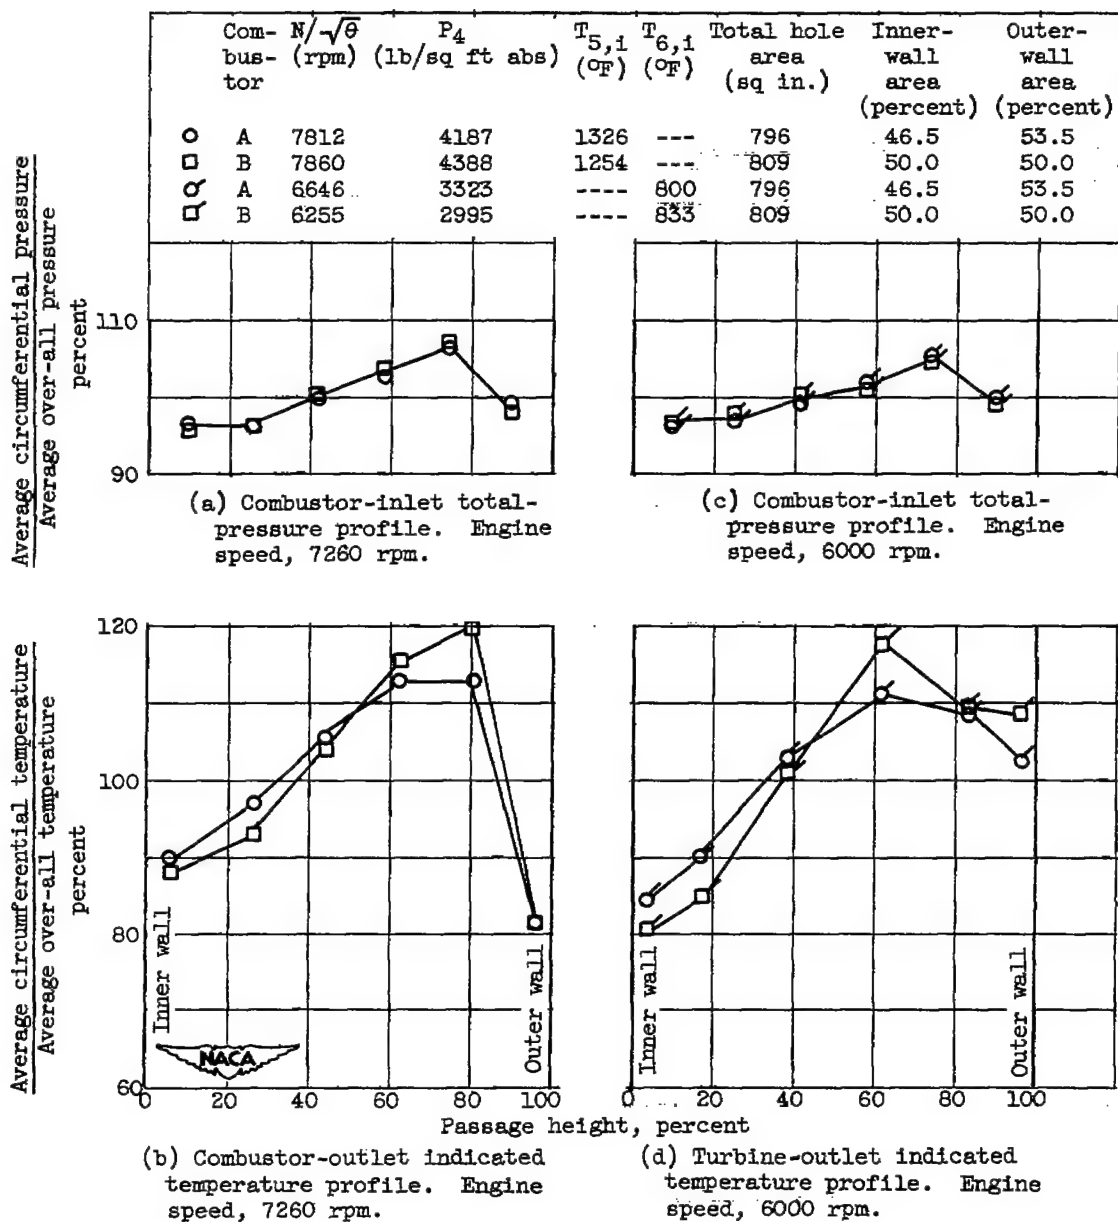 Com-bus-tor N/√θ (rpm) P4 (lb/sq ft abs) T5,i (°F) T6,i (°F) Total hole area (sq in.) Inner-wall area (percent) Outer-wall area (percent)
A 7812 4187 1326 --- 796 46.5 53.5
B 7860 4388 1254 --- 809 50.0 50.0
A 6646 3323 ---- 800 796 46.5 53.5
B 6255 2995 ---- 833 809 50.0 50.0
Average circumferential pressure
Average over-all pressure
percent
110
90
(a) Combustor-inlet total-
pressure profile. Engine
speed, 7260 rpm.
(c) Combustor-inlet total-
pressure profile. Engine
speed, 6000 rpm.
Average circumferential temperature
Average over-all temperature
percent
120
100
80
60
Inner wall
Outer wall
NACA
Inner wall
Outer wall
0 20 40 60 80 100
0 20 40 60 80 100
Passage height, percent
(b) Combustor-outlet indicated
temperature profile. Engine
speed, 7260 rpm.
(d) Turbine-outlet indicated
temperature profile. Engine
speed, 6000 rpm.